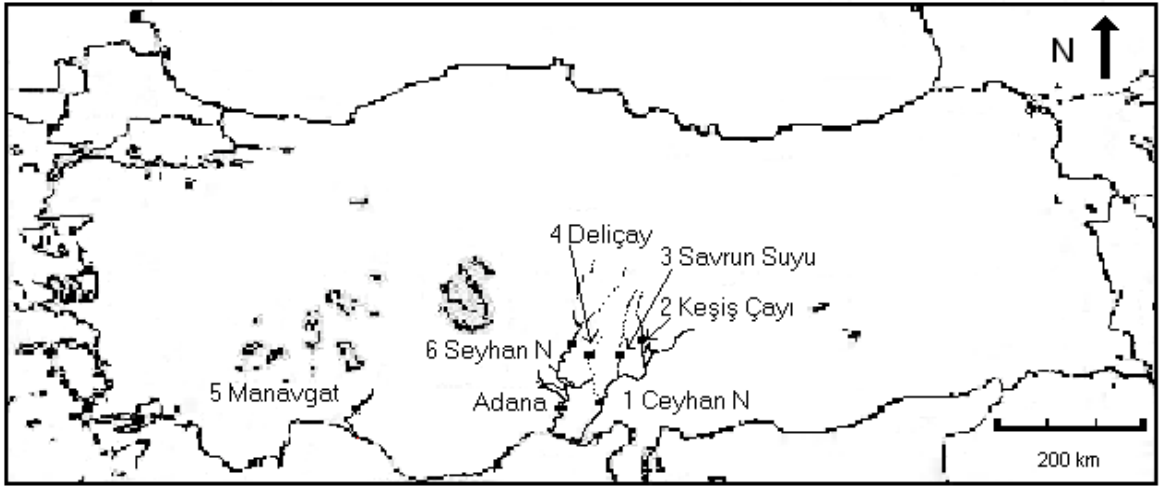 N
4 Deliçay
3 Savrun Suyu
2 Keşiş Çayı
6 Seyhan N
5 Manavgat
Adana
1 Ceyhan N
200 km